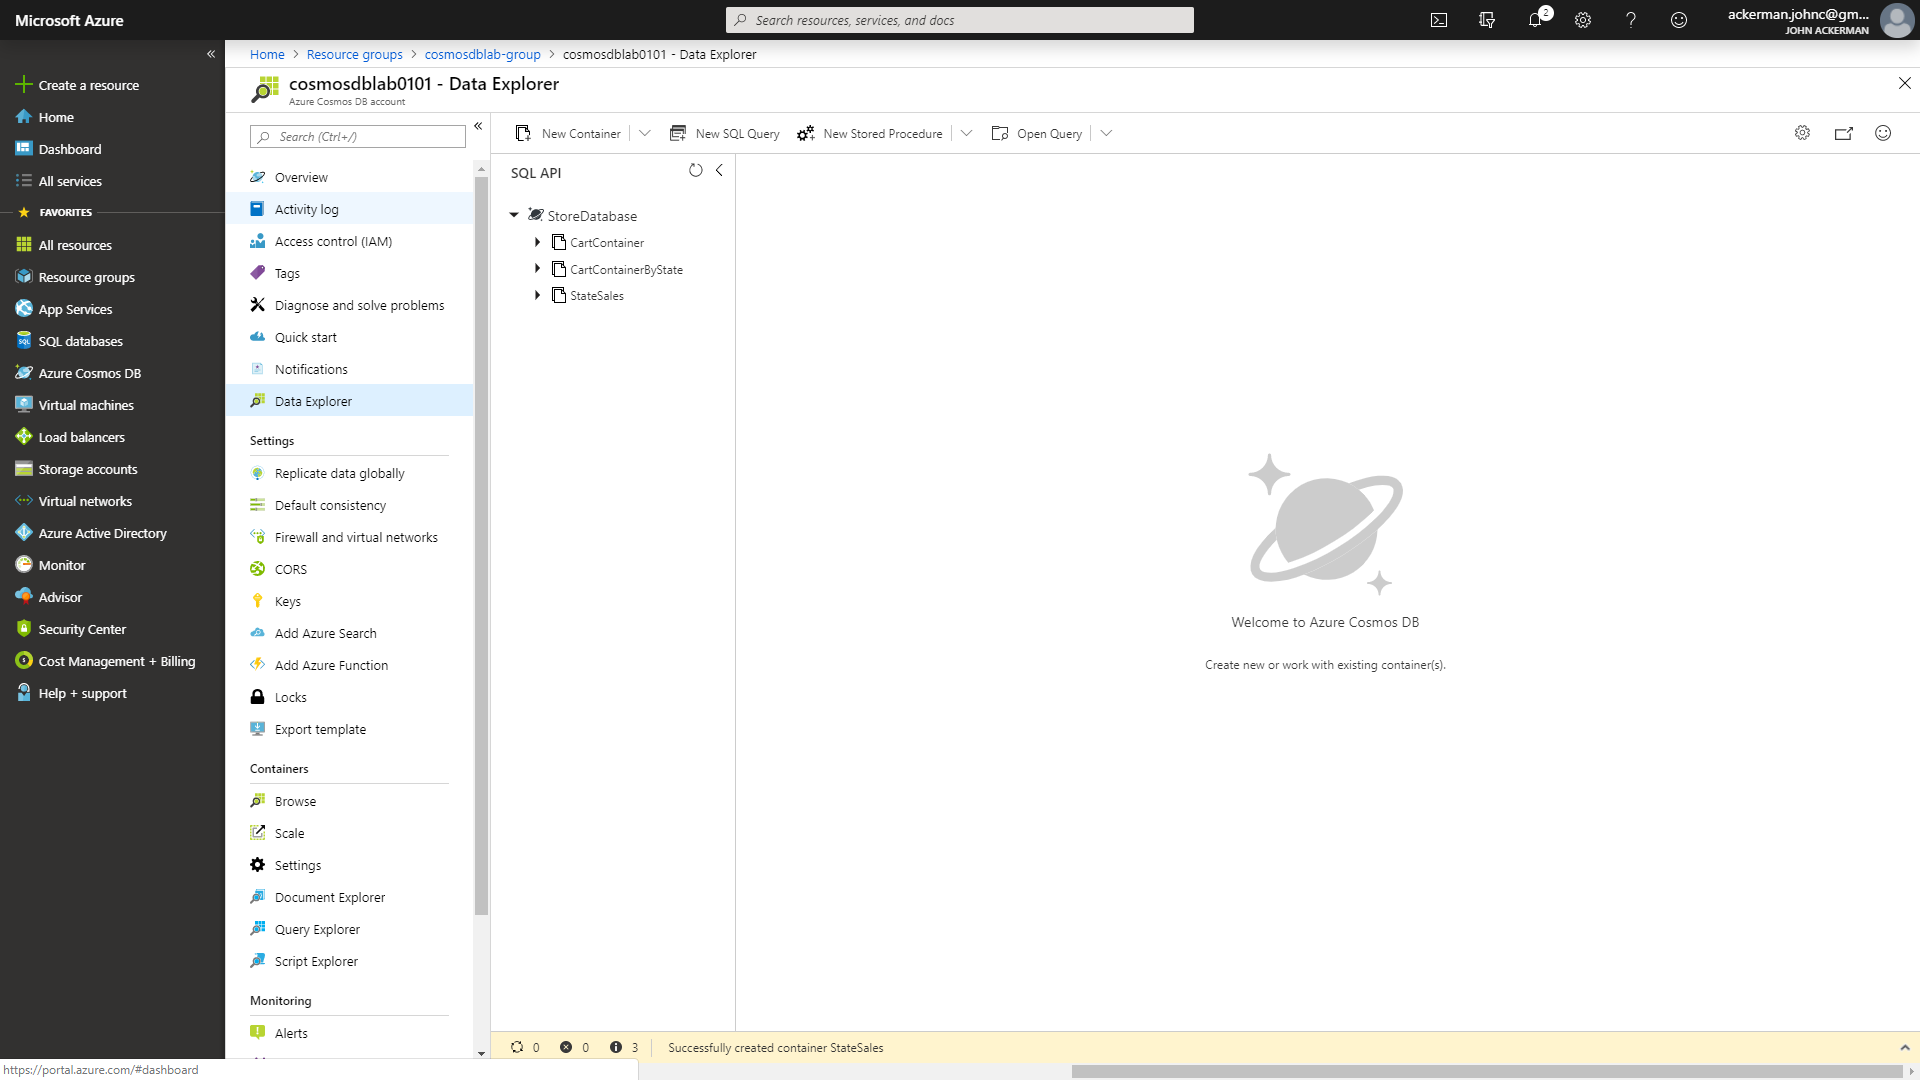 Microsoft Azure
Search resources, services, and docs
2
ackerman.johnc@gm...
JOHN ACKERMAN
«
Create a resource
Home
Dashboard
All services
FAVORITES
All resources
Resource groups
App Services
SQL databases
Azure Cosmos DB
Virtual machines
Load balancers
Storage accounts
Virtual networks
Azure Active Directory
Monitor
Advisor
Security Center
Cost Management + Billing
Help + support
Home > Resource groups > cosmosdblab-group > cosmosdblab0101 - Data Explorer
cosmosdblab0101 - Data Explorer
Azure Cosmos DB account
Search (Ctrl+/)
«
Overview
Activity log
Access control (IAM)
Tags
Diagnose and solve problems
Quick start
Notifications
Data Explorer
Settings
Replicate data globally
Default consistency
Firewall and virtual networks
CORS
Keys
Add Azure Search
Add Azure Function
Locks
Export template
Containers
Browse
Scale
Settings
Document Explorer
Query Explorer
Script Explorer
Monitoring
Alerts
New Container
New SQL Query
New Stored Procedure
Open Query
SQL API
StoreDatabase
CartContainer
CartContainerByState
StateSales
Welcome to Azure Cosmos DB
Create new or work with existing container(s).
0 0 3 Successfully created container StateSales
https://portal.azure.com/#dashboard